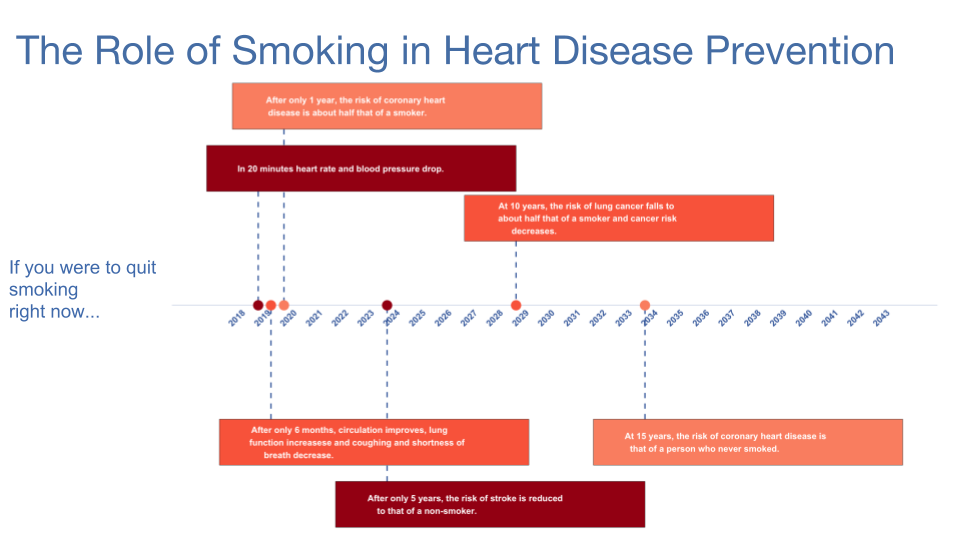 The Role of Smoking in Heart Disease Prevention
After only 1 year, the risk of coronary heart
disease is about half that of a smoker.
In 20 minutes heart rate and blood pressure drop.
At 10 years, the risk of lung cancer falls to
about half that of a smoker and cancer risk
decreases.
If you were to quit
smoking
right now...
2018 2019 2020 2021 2022 2023 2024 2025 2026 2027 2028 2029 2030 2031 2032 2033 2034 2035 2036 2037 2038 2039 2040 2041 2042 2043
After only 6 months, circulation improves, lung
function increasese and coughing and shortness of
breath decrease.
At 15 years, the risk of coronary heart disease is
that of a person who never smoked.
After only 5 years, the risk of stroke is reduced
to that of a non-smoker.